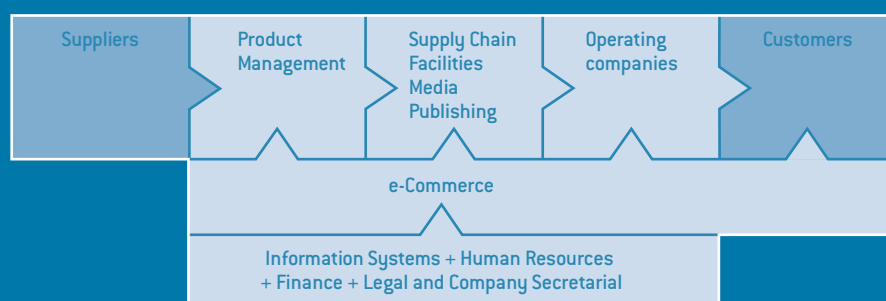 Suppliers
Product
Management
Supply Chain
Facilities
Media
Publishing
Operating
companies
Customers
e-Commerce
Information Systems + Human Resources
+ Finance + Legal and Company Secretarial